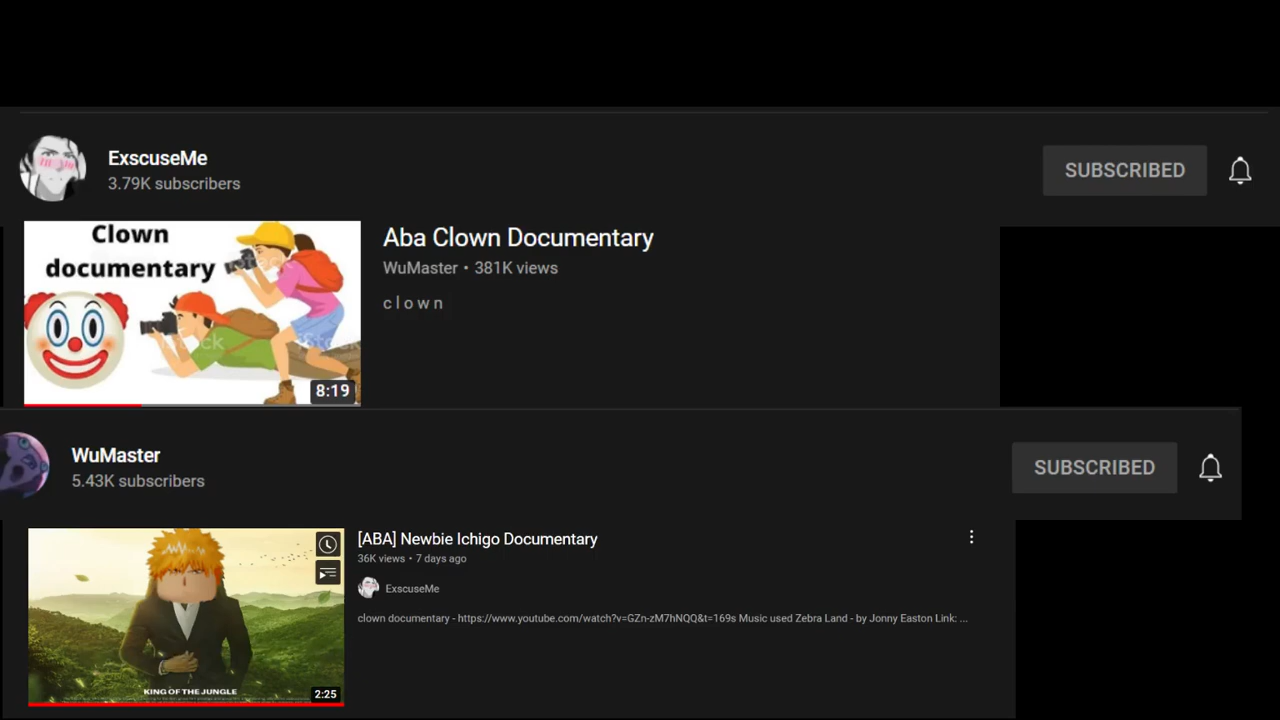 ExscuseMe
3.79K subscribers
SUBSCRIBED
Clown
documentary
iStock
8:19
Aba Clown Documentary
WuMaster • 381K views
c l o w n
WuMaster
5.43K subscribers
SUBSCRIBED
KING OF THE JUNGLE
2:25
[ABA] Newbie Ichigo Documentary
36K views • 7 days ago
ExscuseMe
clown documentary - https://www.youtube.com/watch?v=GZn-zM7hNQQ&t=169s Music used Zebra Land - by Jonny Easton Link: ...